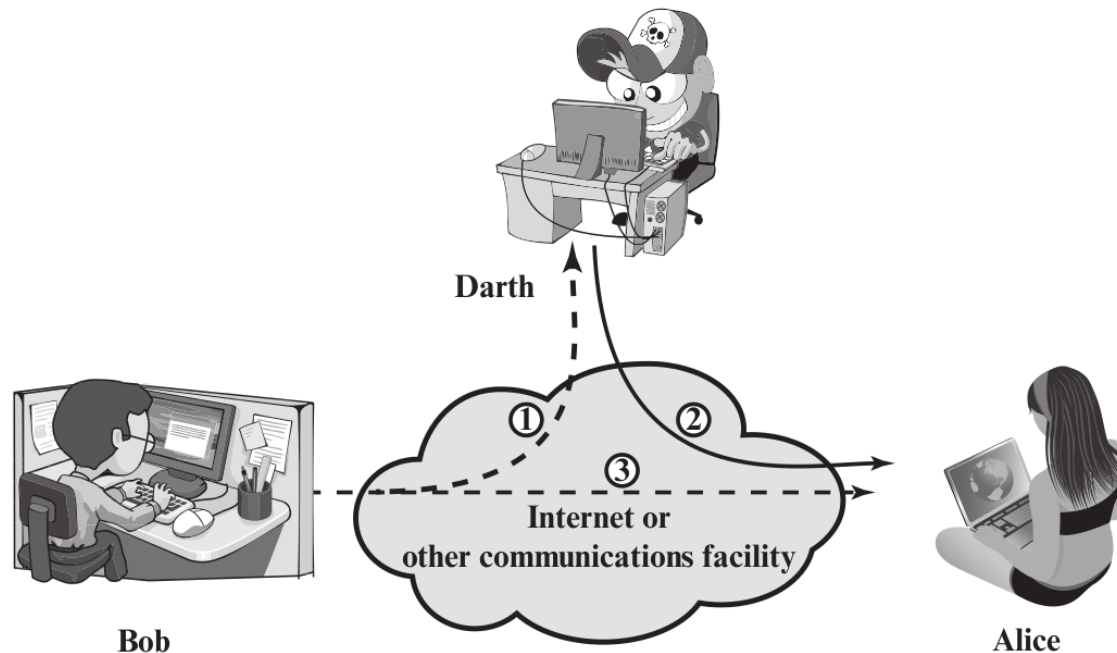 Darth
①
②
③
Internet or
other communications facility
Bob
Alice